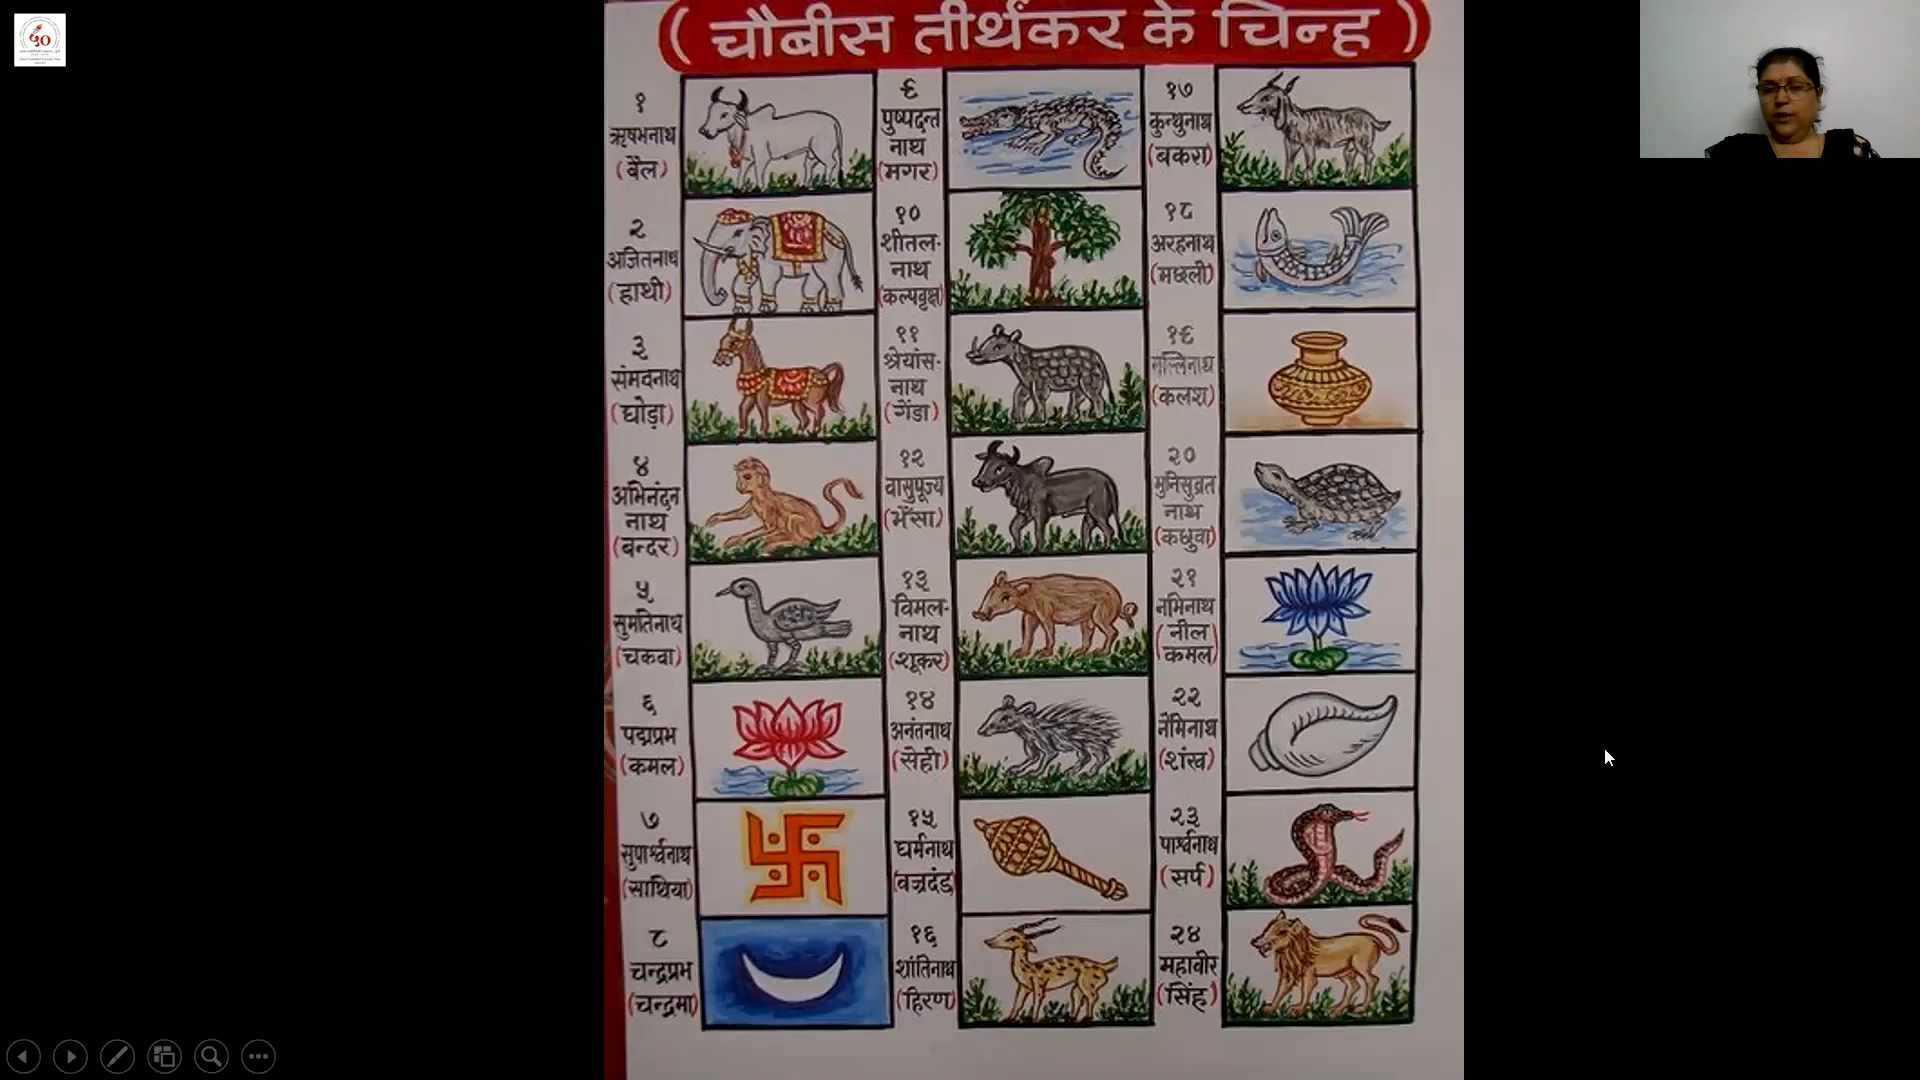 ( चौबीस तीर्थंकर के चिन्ह )
१
ऋषभनाथ
(बैल)
२
अजितनाथ
(हाथी)
३
संभवनाथ
(घोड़ा)
४
अभिनंदन
नाथ
(बन्दर)
५
सुमतिनाथ
(चकवा)
६
पद्मप्रभ
(कमल)
७
सुपार्श्वनाथ
(साथिया)
८
चन्द्रप्रभ
(चन्द्रमा)
९
पुष्पदन्त
नाथ
(मगर)
१०
शीतल-
नाथ
(कल्पवृक्ष)
११
श्रेयांस-
नाथ
(गेंडा)
१२
वासुपूज्य
(भैंसा)
१३
विमल-
नाथ
(शूकर)
१४
अनंतनाथ
(सेही)
१५
धर्मनाथ
(वज्रदंड)
१६
शांतिनाथ
(हिरण)
१७
कुन्थुनाथ
(बकरा)
१८
अरहनाथ
(मछली)
१९
मल्लिनाथ
(कलश)
२०
मुनिसुव्रत
नाथ
(कछुवा)
२१
नमिनाथ
(नील
कमल)
२२
नेमिनाथ
(शंख)
२३
पार्श्वनाथ
(सर्प)
२४
महावीर
(सिंह)
५०